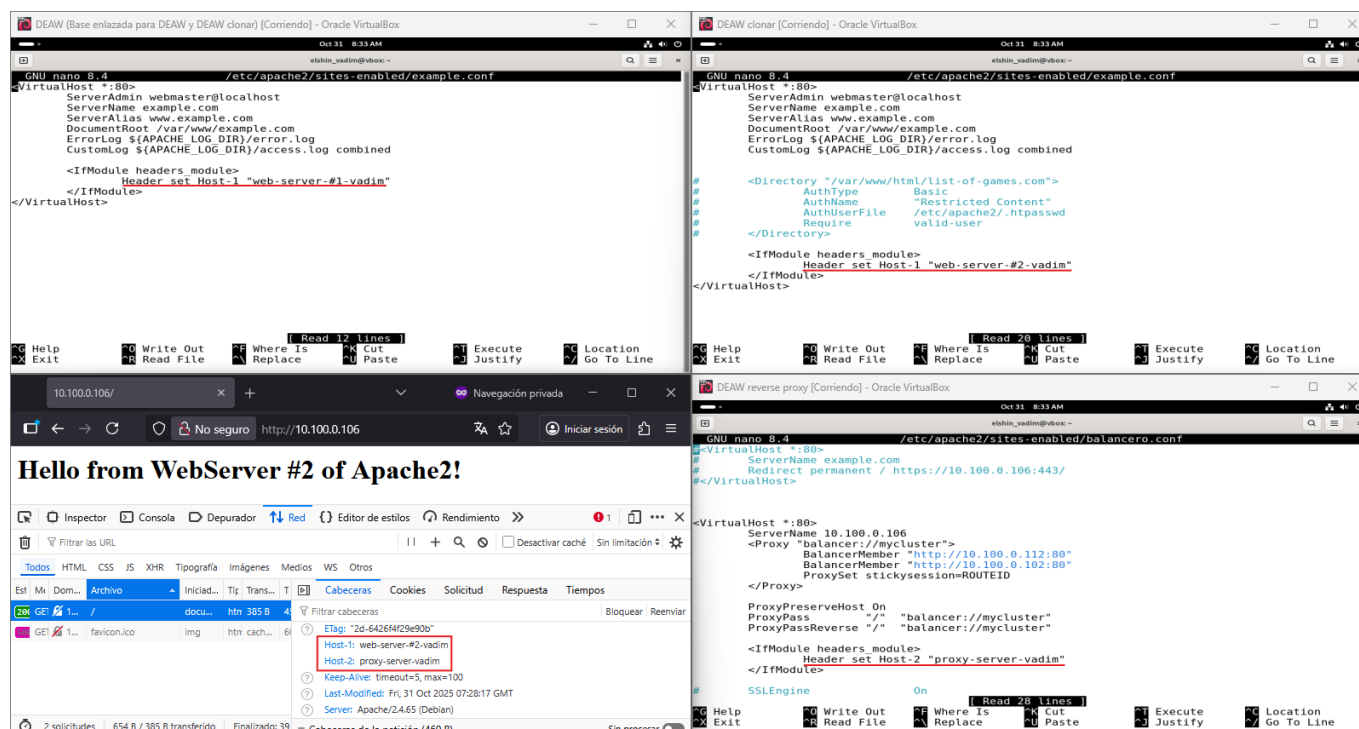 DEAW (Base enlazada para DEAW y DEAW clonar) [Corriendo] - Oracle VirtualBox
Oct 31 8:33 AM
elshin_vadim@vbox: ~
GNU nano 8.4 /etc/apache2/sites-enabled/example.conf
<VirtualHost *:80>
ServerAdmin webmaster@localhost
ServerName example.com
ServerAlias www.example.com
DocumentRoot /var/www/example.com
ErrorLog ${APACHE_LOG_DIR}/error.log
CustomLog ${APACHE_LOG_DIR}/access.log combined
<IfModule headers_module>
Header set Host-1 "web-server-#1-vadim"
</IfModule>
</VirtualHost>
[ Read 12 lines ]
^G Help ^O Write Out ^F Where Is ^K Cut ^T Execute ^C Location
^X Exit ^R Read File ^\ Replace ^U Paste ^J Justify ^/ Go To Line
DEAW clonar [Corriendo] - Oracle VirtualBox
Oct 31 8:33 AM
elshin_vadim@vbox: ~
GNU nano 8.4 /etc/apache2/sites-enabled/example.conf
<VirtualHost *:80>
ServerAdmin webmaster@localhost
ServerName example.com
ServerAlias www.example.com
DocumentRoot /var/www/example.com
ErrorLog ${APACHE_LOG_DIR}/error.log
CustomLog ${APACHE_LOG_DIR}/access.log combined
# <Directory "/var/www/html/list-of-games.com">
# AuthType Basic
# AuthName "Restricted Content"
# AuthUserFile /etc/apache2/.htpasswd
# Require valid-user
# </Directory>
<IfModule headers_module>
Header set Host-1 "web-server-#2-vadim"
</IfModule>
</VirtualHost>
[ Read 20 lines ]
^G Help ^O Write Out ^F Where Is ^K Cut ^T Execute ^C Location
^X Exit ^R Read File ^\ Replace ^U Paste ^J Justify ^/ Go To Line
10.100.0.106/ Navegación privada
No seguro http://10.100.0.106 Iniciar sesión
Hello from WebServer #2 of Apache2!
Inspector Consola Depurador Red Editor de estilos Rendimiento 1
Filtrar las URL Desactivar caché Sin limitación
Todos HTML CSS JS XHR Tipografía Imágenes Medios WS Otros
Est Mé Dom... Archivo Iniciad... Tip Trans... T Cabeceras Cookies Solicitud Respuesta Tiempos
GET 1... / docu... htm 385 B Filtrar cabeceras Bloquear Reenviar
GET 1... favicon.ico img htm cach...
ETag: "2d-6426f4f29e90b"
Host-1: web-server-#2-vadim
Host-2: proxy-server-vadim
Keep-Alive: timeout=5, max=100
Last-Modified: Fri, 31 Oct 2025 07:28:17 GMT
Server: Apache/2.4.65 (Debian)
2 solicitudes 654 B / 385 B transferido Finalizado: 39
DEAW reverse proxy [Corriendo] - Oracle VirtualBox
Oct 31 8:33 AM
elshin_vadim@vbox: ~
GNU nano 8.4 /etc/apache2/sites-enabled/balancero.conf
#<VirtualHost *:80>
# ServerName example.com
# Redirect permanent / https://10.100.0.106:443/
#</VirtualHost>
<VirtualHost *:80>
ServerName 10.100.0.106
<Proxy "balancer://mycluster">
BalancerMember "http://10.100.0.112:80"
BalancerMember "http://10.100.0.102:80"
ProxySet stickysession=ROUTEID
</Proxy>
ProxyPreserveHost On
ProxyPass "/" "balancer://mycluster"
ProxyPassReverse "/" "balancer://mycluster"
<IfModule headers_module>
Header set Host-2 "proxy-server-vadim"
</IfModule>
# SSLEngine On
[ Read 28 lines ]
^G Help ^O Write Out ^F Where Is ^K Cut ^T Execute ^C Location
^X Exit ^R Read File ^\ Replace ^U Paste ^J Justify ^/ Go To Line